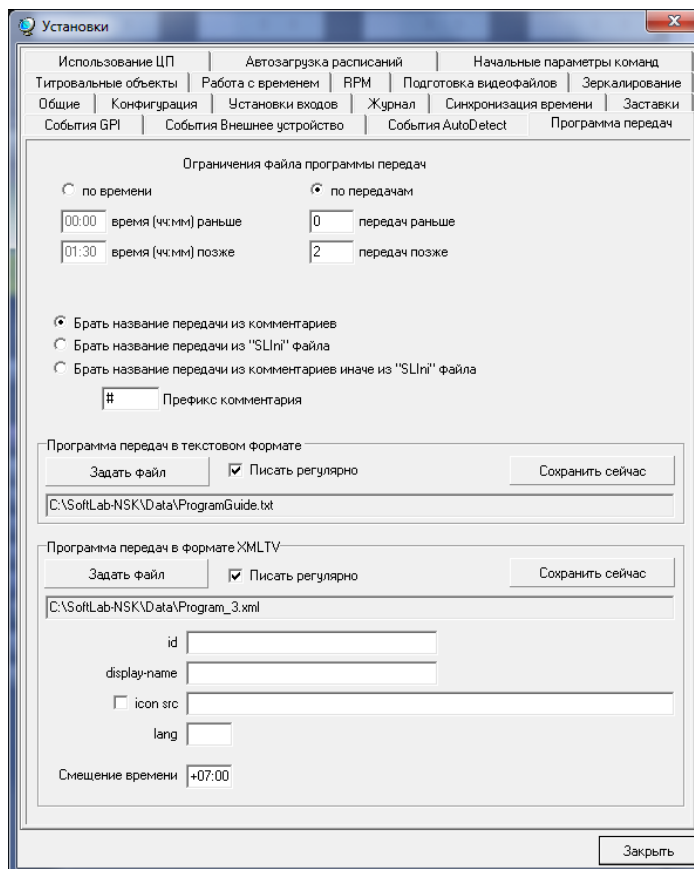 Установки
Использование ЦП Автозагрузка расписаний Начальные параметры команд
Титровальные объекты Работа с временем RPM Подготовка видеофайлов Зеркалирование
Общие Конфигурация Установки входов Журнал Синхронизация времени Заставки
События GPI События Внешнее устройство События AutoDetect Программа передач
Ограничения файла программы передач
по времени по передачам
00:00 время (чч:мм) раньше 0 передач раньше
01:30 время (чч:мм) позже 2 передач позже
Брать название передачи из комментариев
Брать название передачи из "SLIni" файла
Брать название передачи из комментариев иначе из "SLIni" файла
# Префикс комментария
Программа передач в текстовом формате
Задать файл Писать регулярно Сохранить сейчас
C:\SoftLab-NSK\Data\ProgramGuide.txt
Программа передач в формате XMLTV
Задать файл Писать регулярно Сохранить сейчас
C:\SoftLab-NSK\Data\Program_3.xml
id
display-name
icon src
lang
Смещение времени +07:00
Закрыть